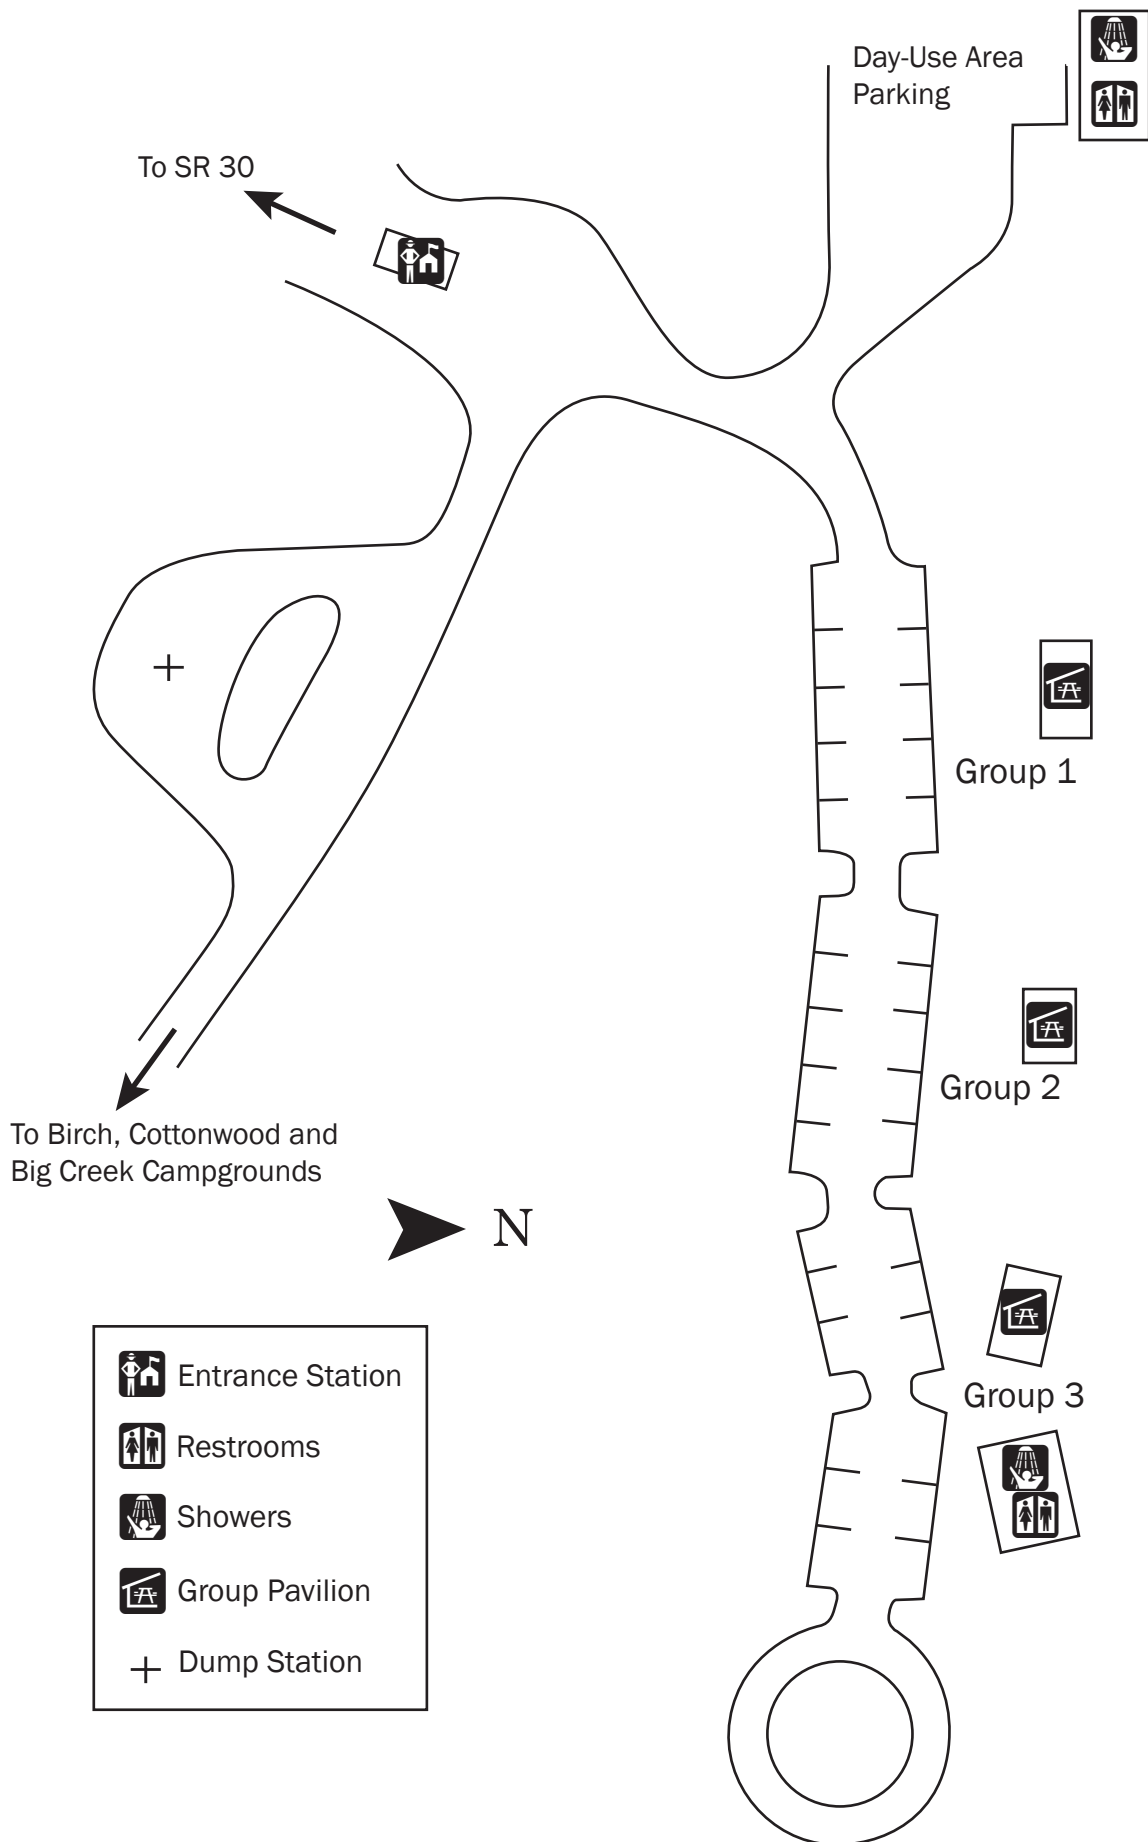 Day-Use Area
Parking
To SR 30
Group 1
Group 2
To Birch, Cottonwood and
Big Creek Campgrounds
N
Group 3
Entrance Station
Restrooms
Showers
Group Pavilion
Dump Station